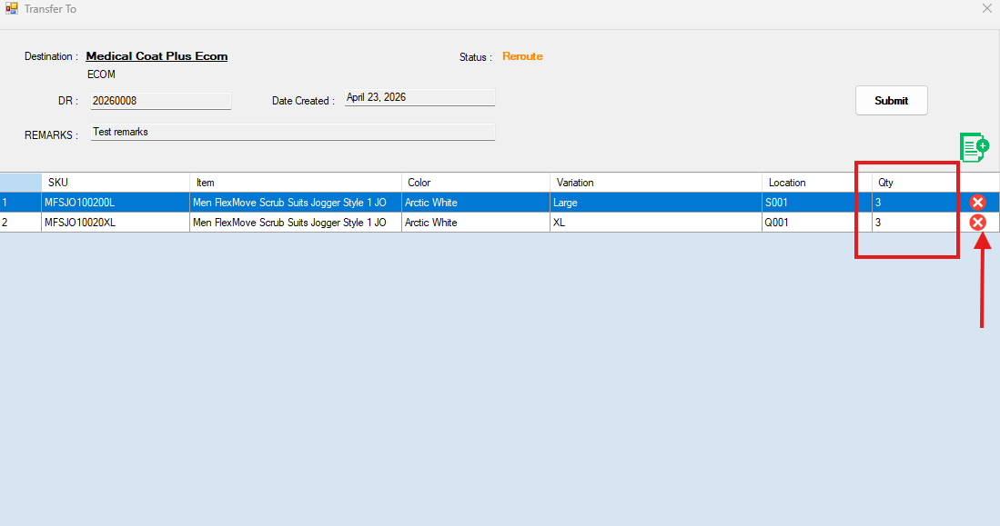 Transfer To
Destination : Medical Coat Plus Ecom Status : Reroute
ECOM
DR : 20260008 Date Created : April 23, 2026
Submit
REMARKS : Test remarks
SKU Item Color Variation Location Qty
1 MFSJO100200L Men FlexMove Scrub Suits Jogger Style 1 JO Arctic White Large S001 3
2 MFSJO10020XL Men FlexMove Scrub Suits Jogger Style 1 JO Arctic White XL Q001 3